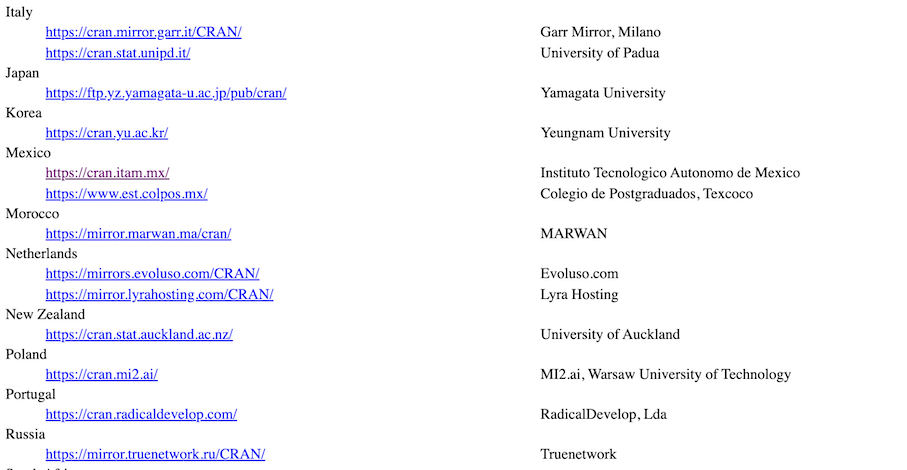 Italy
https://cran.mirror.garr.it/CRAN/ Garr Mirror, Milano
https://cran.stat.unipd.it/ University of Padua
Japan
https://ftp.yz.yamagata-u.ac.jp/pub/cran/ Yamagata University
Korea
https://cran.yu.ac.kr/ Yeungnam University
Mexico
https://cran.itam.mx/ Instituto Tecnologico Autonomo de Mexico
https://www.est.colpos.mx/ Colegio de Postgraduados, Texcoco
Morocco
https://mirror.marwan.ma/cran/ MARWAN
Netherlands
https://mirrors.evoluso.com/CRAN/ Evoluso.com
https://mirror.lyrahosting.com/CRAN/ Lyra Hosting
New Zealand
https://cran.stat.auckland.ac.nz/ University of Auckland
Poland
https://cran.mi2.ai/ MI2.ai, Warsaw University of Technology
Portugal
https://cran.radicaldevelop.com/ RadicalDevelop, Lda
Russia
https://mirror.truenetwork.ru/CRAN/ Truenetwork